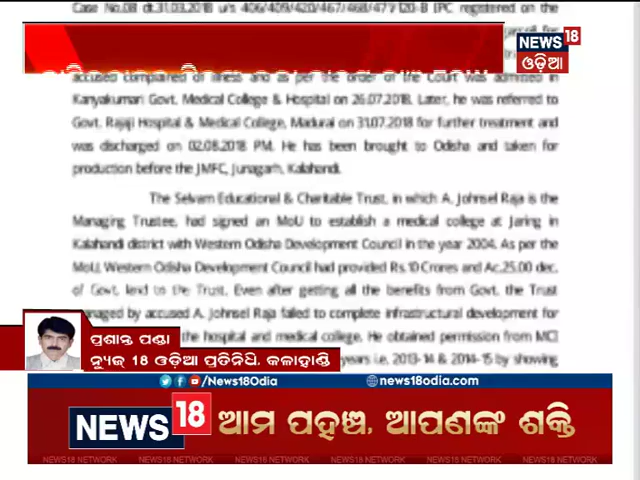 Case No.08 dt.31.03.2018 u/s 406/409/420/467/468/471/120-B IPC registered on the
NEWS 18
ଓଡ଼ିଆ
accused complained of illness and as per the order of the Court was admitted in
Kanyakumari Govt. Medical College & Hospital on 26.07.2018. Later, he was referred to
Govt. Rajaji Hospital & Medical College, Madurai on 31.07.2018 for further treatment and
was discharged on 02.08.2018 PM. He has been brought to Odisha and taken for
production before the JMFC, Junagarh, Kalahandi.
The Selvam Educational & Charitable Trust, in which A. Johnsel Raja is the
Managing Trustee, had signed an MoU to establish a medical college at Jaring in
Kalahandi district with Western Odisha Development Council in the year 2004. As per the
MoU, Western Odisha Development Council had provided Rs.10 Crores and Ac.25.00 dec.
of Govt. land to the Trust. Even after getting all the benefits from Govt. the Trust
managed by accused A. Johnsel Raja failed to complete infrastructural development for
the hospital and medical college. He obtained permission from MCI
years i.e. 2013-14 & 2014-15 by showing
ପ୍ରଶାନ୍ତ ପଣ୍ଡା
ନ୍ୟୁଜ୍ 18 ଓଡ଼ିଆ ପ୍ରତିନିଧି, କଳାହାଣ୍ଡି
/News18Odia
news18odia.com
NEWS 18 ଆମ ପହଞ୍ଚ, ଆପଣଙ୍କ ଶକ୍ତି
NEWS18 NETWORK NEWS18 NETWORK NEWS18 NETWORK NEWS18 NETWORK NEWS18 NETWORK NEWS18 NETWORK